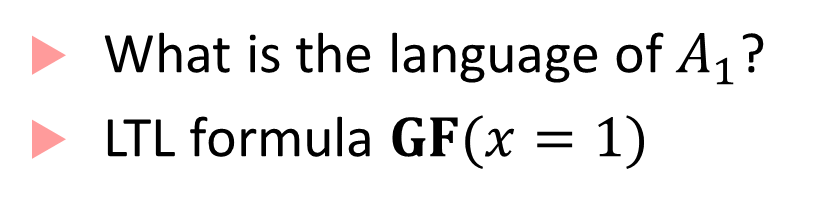 What is the language of A₁?
LTL formula GF(x = 1)